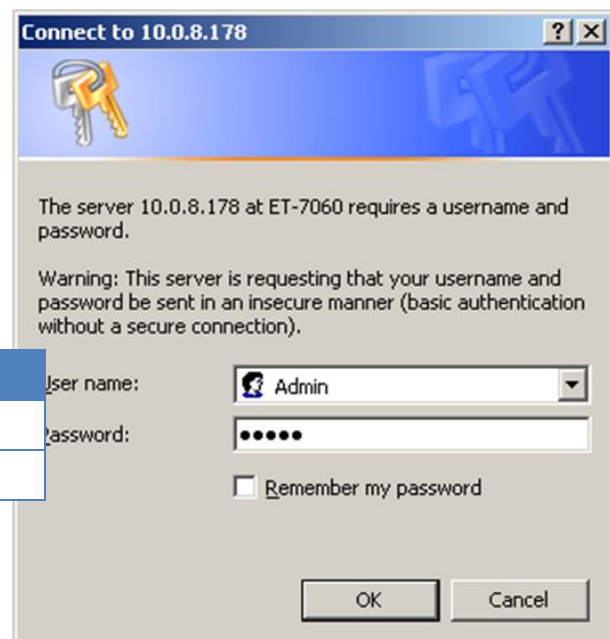 Connect to 10.0.8.178
The server 10.0.8.178 at ET-7060 requires a username and
password.
Warning: This server is requesting that your username and
password be sent in an insecure manner (basic authentication
without a secure connection).
User name:
Admin
Password:
•••••
Remember my password
OK
Cancel